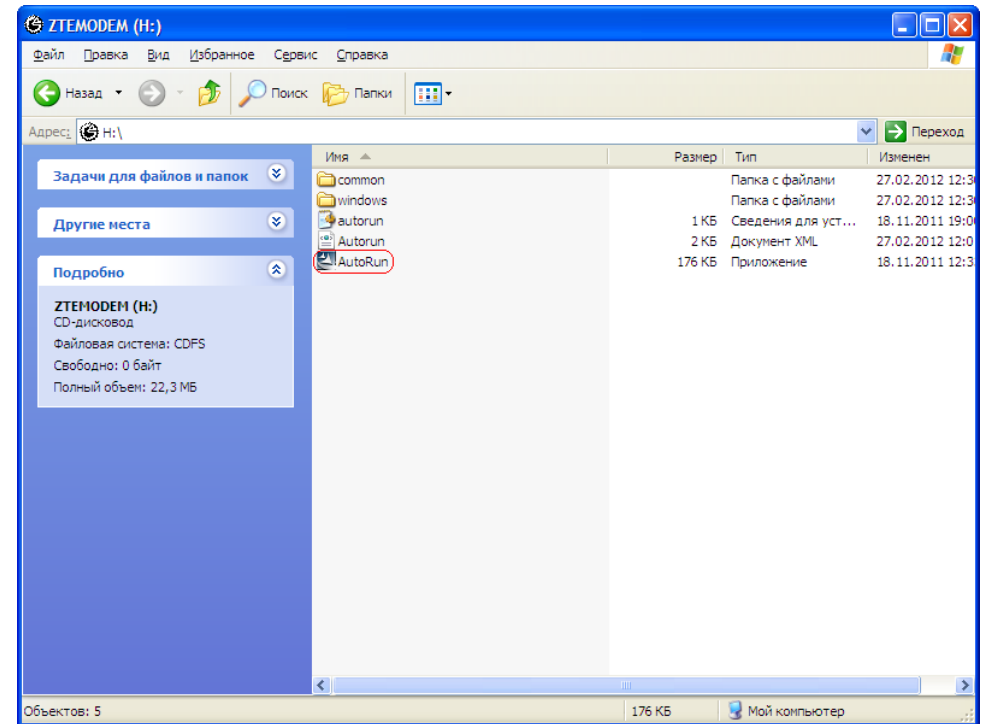 ZTEMODEM (H:)
Файл Правка Вид Избранное Сервис Справка
Назад Поиск Папки
Адрес: H:\ Переход
Имя Размер Тип Изменен
Задачи для файлов и папок
Другие места
Подробно
ZTEMODEM (H:)
CD-дисковод
Файловая система: CDFS
Свободно: 0 байт
Полный объем: 22,3 МБ
common Папка с файлами 27.02.2012 12:3
windows Папка с файлами 27.02.2012 12:3
autorun 1 КБ Сведения для уст... 18.11.2011 19:0
Autorun 2 КБ Документ XML 27.02.2012 12:0
AutoRun 176 КБ Приложение 18.11.2011 12:3
Объектов: 5 176 КБ Мой компьютер